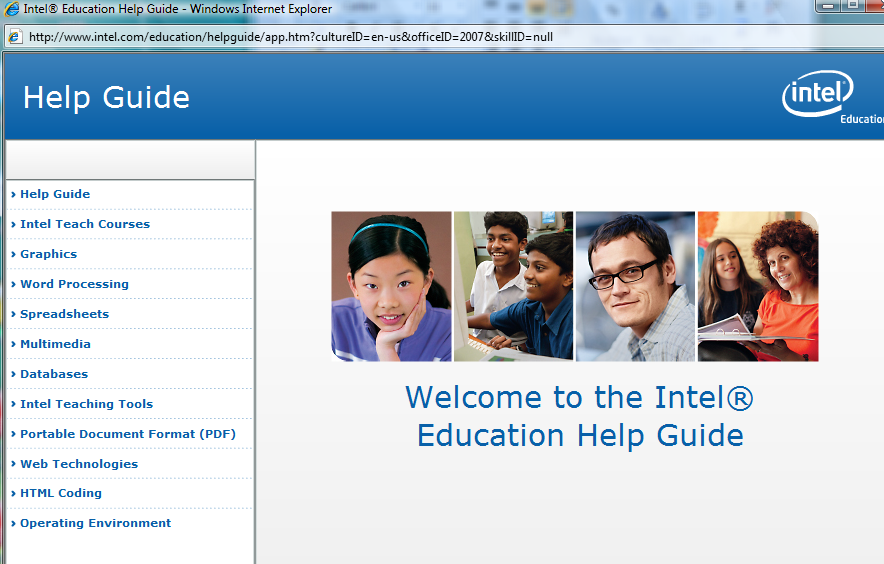 Intel® Education Help Guide - Windows Internet Explorer
http://www.intel.com/education/helpguide/app.htm?cultureID=en-us&officeID=2007&skillID=null
Help Guide
intel
Educatio
› Help Guide
› Intel Teach Courses
› Graphics
› Word Processing
› Spreadsheets
› Multimedia
› Databases
› Intel Teaching Tools
› Portable Document Format (PDF)
› Web Technologies
› HTML Coding
› Operating Environment
Welcome to the Intel®
Education Help Guide